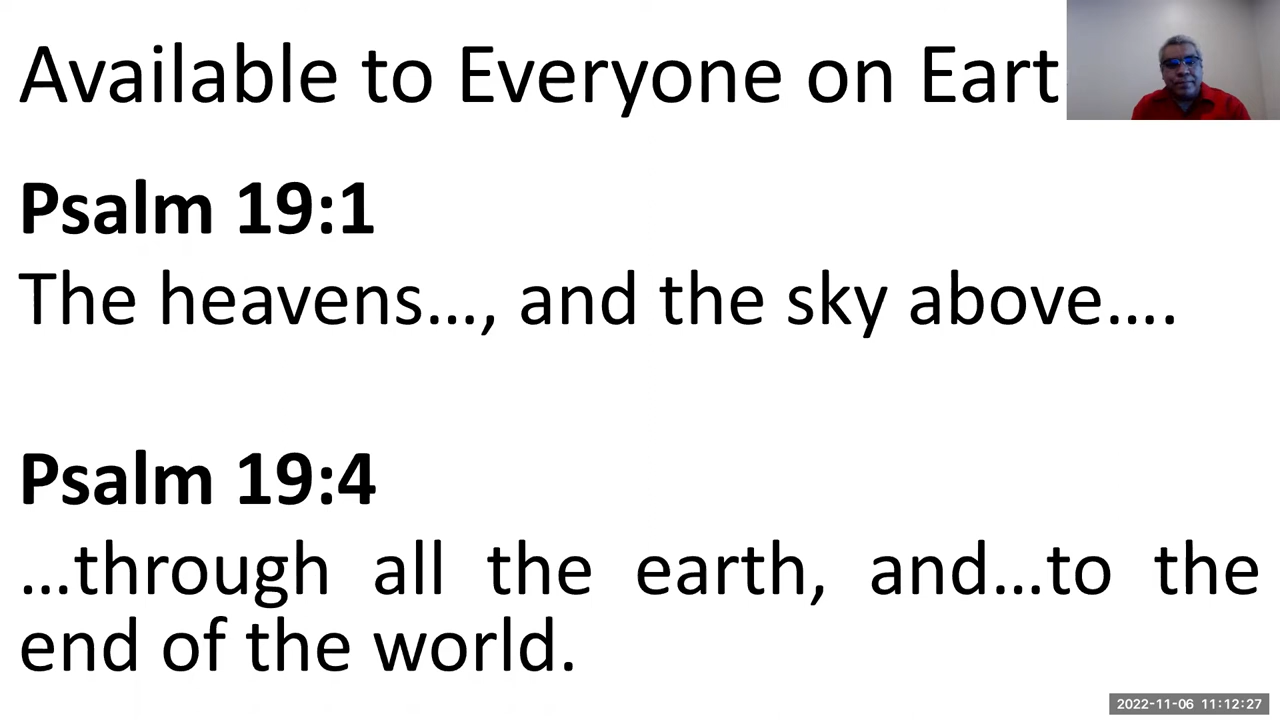 Available to Everyone on Eart
Psalm 19:1
The heavens…, and the sky above….
Psalm 19:4
…through all the earth, and…to the
end of the world.
2022-11-06 11:12:27